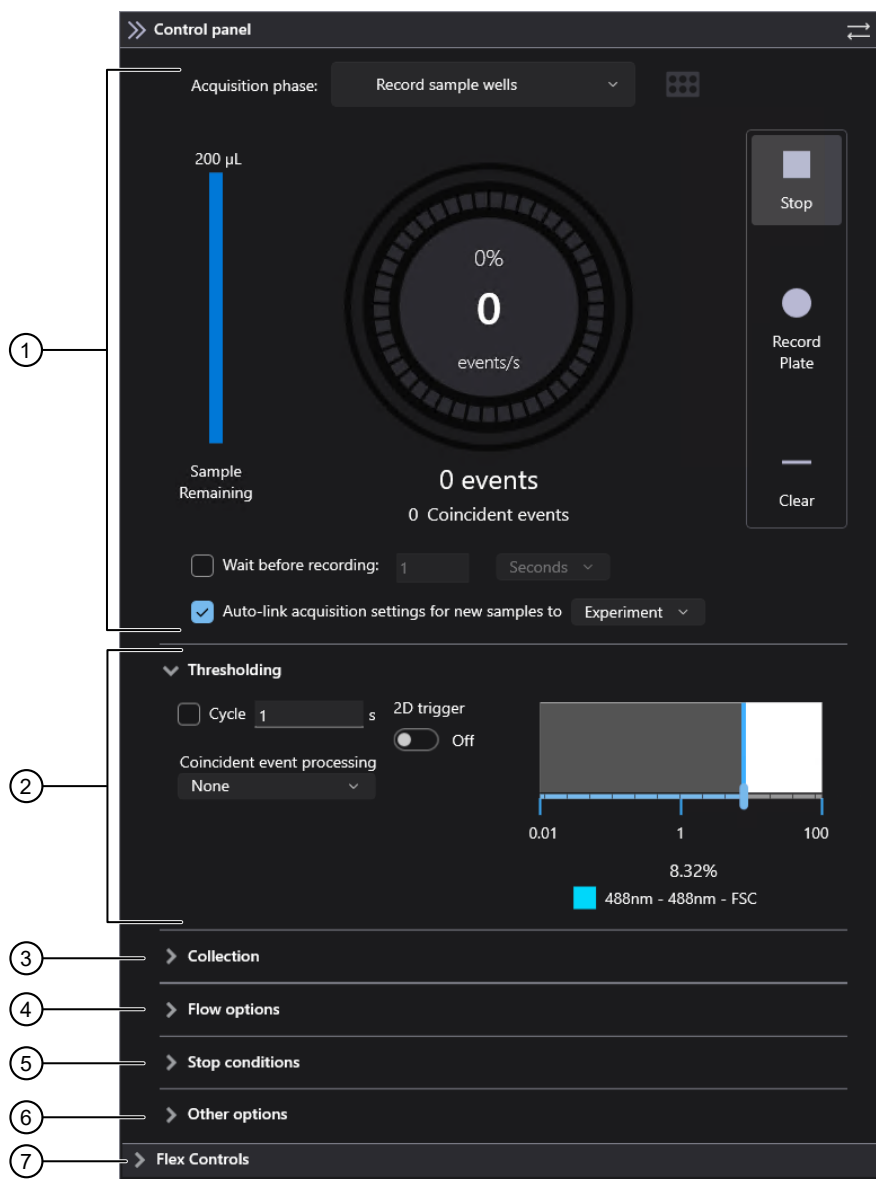 Control panel
Acquisition phase: Record sample wells
200 µL
Stop
0%
0
events/s
Record
Plate
Sample
Remaining
0 events
0 Coincident events
Clear
1
Wait before recording: 1 Seconds
Auto-link acquisition settings for new samples to Experiment
Thresholding
Cycle 1 s
2D trigger
Off
Coincident event processing
None
2
0.01 1 100
8.32%
488nm - 488nm - FSC
3 Collection
4 Flow options
5 Stop conditions
6 Other options
7 Flex Controls